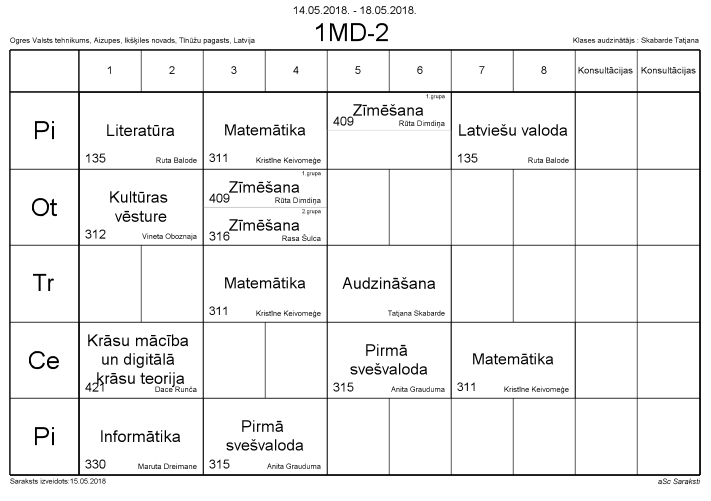 14.05.2018. - 18.05.2018.
Ogres Valsts tehnikums, Aizupes, Ikšķiles novads, Tīnūžu pagasts, Latvija
1MD-2
Klases audzinātājs : Skabarde Tatjana
1 2 3 4 5 6 7 8 Konsultācijas Konsultācijas
Pi
Literatūra
135 Ruta Balode
Matemātika
311 Kristīne Keivomeģe
1.grupa
Zīmēšana
409 Rūta Dimdiņa
Latviešu valoda
135 Ruta Balode
Ot
Kultūras
vēsture
312 Vineta Oboznaja
1.grupa
Zīmēšana
409 Rūta Dimdiņa
2.grupa
Zīmēšana
316 Rasa Šulca
Tr
Matemātika
311 Kristīne Keivomeģe
Audzināšana
Tatjana Skabarde
Ce
Krāsu mācība
un digitālā
krāsu teorija
421 Dace Runča
Pirmā
svešvaloda
315 Anita Grauduma
Matemātika
311 Kristīne Keivomeģe
Pi
Informātika
330 Maruta Dreimane
Pirmā
svešvaloda
315 Anita Grauduma
Saraksts izveidots:15.05.2018
aSc Saraksti